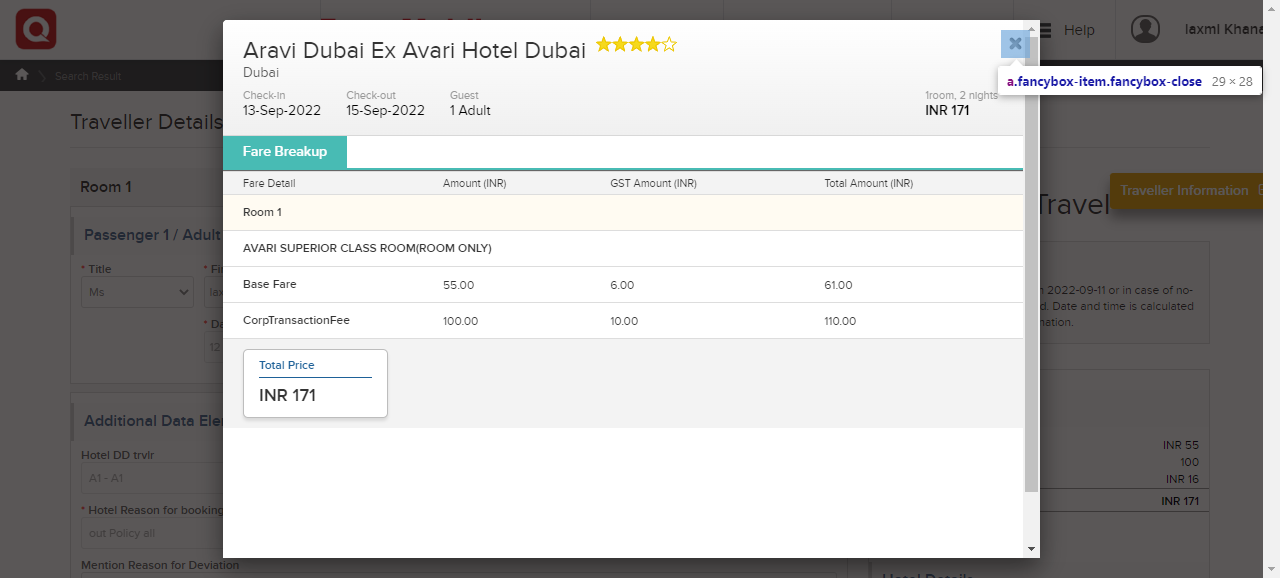 Help
laxml Khana
Search Result
Traveller Details
Room 1
Passenger 1 / Adult
* Title
Ms
Additional Data Ele
Hotel DD trvlr
A1 - A1
* Hotel Reason for booking
out Policy all
Mention Reason for Deviation
Aravi Dubai Ex Avari Hotel Dubai
Dubai
Check-in
Check-out
Guest
1room, 2 nights
13-Sep-2022
15-Sep-2022
1 Adult
INR 171
a.fancybox-item.fancybox-close 29 × 28
Fare Breakup
Fare Detail
Amount (INR)
GST Amount (INR)
Total Amount (INR)
Room 1
AVARI SUPERIOR CLASS ROOM(ROOM ONLY)
Base Fare
55.00
6.00
61.00
CorpTransactionFee
100.00
10.00
110.00
Total Price
INR 171
Traveller Information
Travel
2022-09-11 or in case of no-
d. Date and time is calculated
INR 55
100
INR 16
INR 171